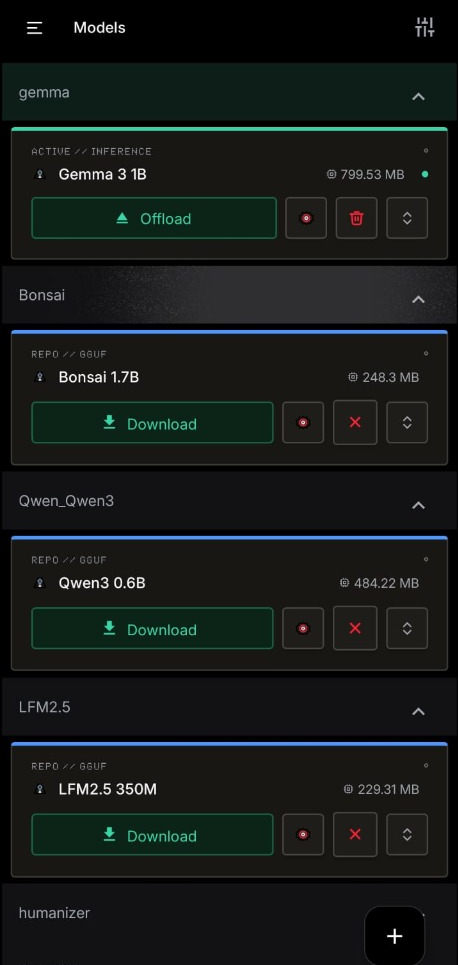 Models
gemma
ACTIVE // INFERENCE
Gemma 3 1B
799.53 MB
Offload
Bonsai
REPO // GGUF
Bonsai 1.7B
248.3 MB
Download
Qwen_Qwen3
REPO // GGUF
Qwen3 0.6B
484.22 MB
Download
LFM2.5
REPO // GGUF
LFM2.5 350M
229.31 MB
Download
humanizer